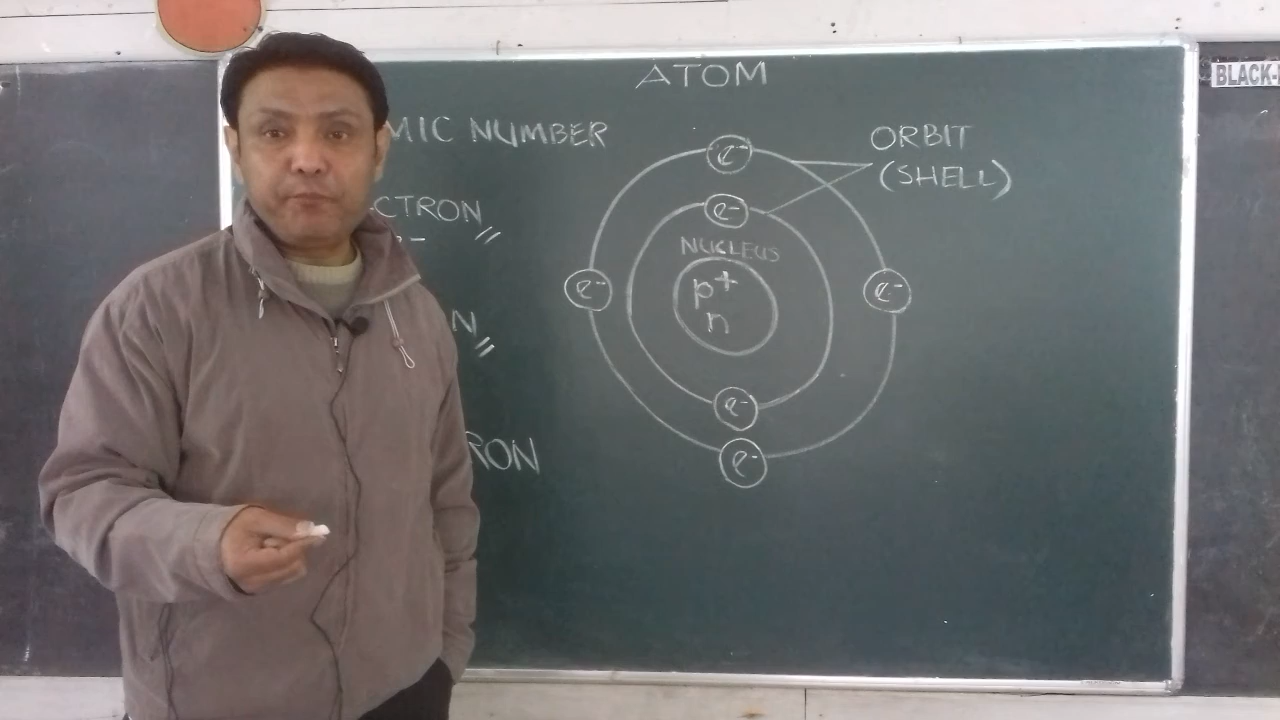 ATOM
MIC NUMBER
ORBIT
(SHELL)
CTRON
NUCLEUS
p+
n
N
RON
e-
e-
e-
e-
e-
e-
BLACK-